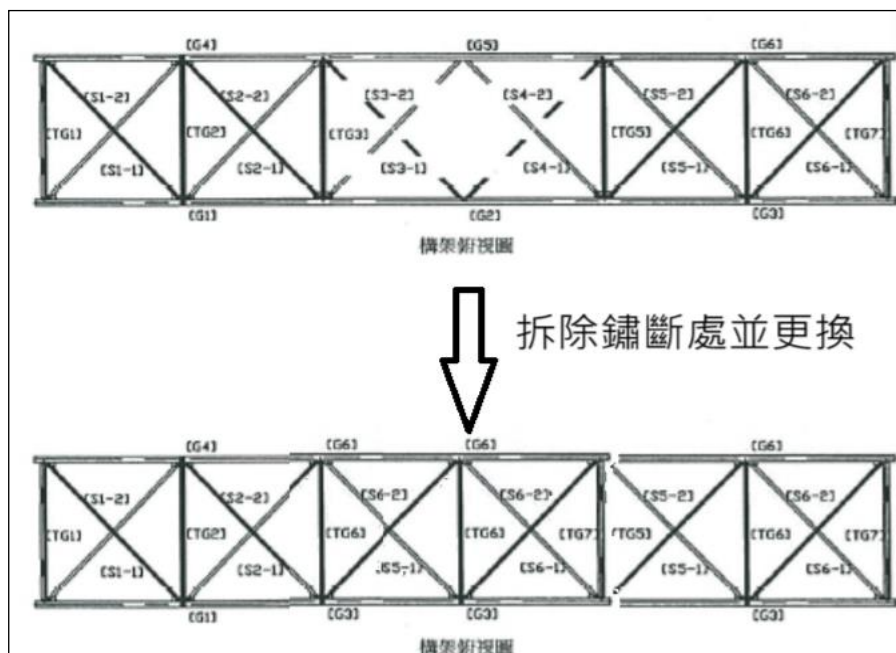 [G4] [G5] [G6]
[S1-2] [S2-2] [S3-2] [S4-2] [S5-2] [S6-2]
[TG1] [TG2] [TG3] [TG5] [TG6] [TG7]
[S1-1] [S2-1] [S3-1] [S4-1] [S5-1] [S6-1]
[G1] [G2] [G3]
構架俯視圖
拆除鏽斷處並更換
[G4] [G6] [G6] [G6]
[S1-2] [S2-2] [S6-2] [S6-2] [S5-2] [S6-2]
[TG1] [TG2] [TG6] [TG6] [TG7] [TG5] [TG6] [TG7]
[S1-1] [S2-1] [S5-1] [S6-1] [S5-1] [S6-1]
[G1] [G3] [G3] [G3]
構架俯視圖